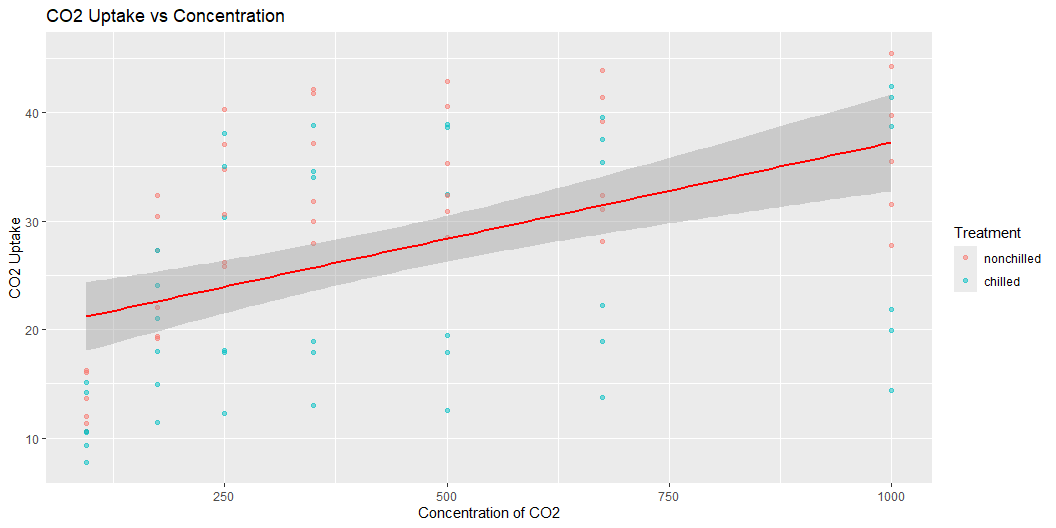 CO2 Uptake vs Concentration
CO2 Uptake
40
30
20
10
250
500
750
1000
Concentration of CO2
Treatment
nonchilled
chilled